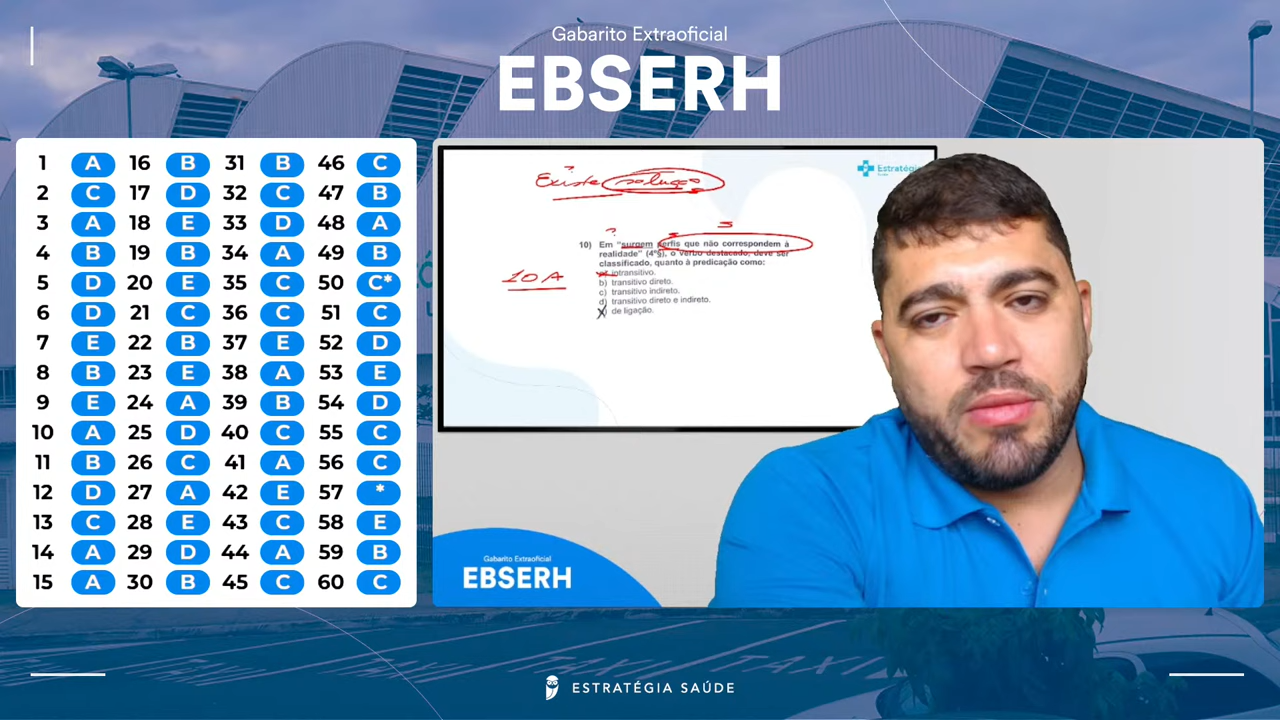 Gabarito Extraoficial
EBSERH
1 A 16 B 31 B 46 C
2 C 17 D 32 C 47 B
3 A 18 E 33 D 48 A
4 B 19 B 34 A 49 B
5 D 20 E 35 C 50 C*
6 D 21 C 36 C 51 C
7 E 22 B 37 E 52 D
8 B 23 E 38 A 53 E
9 E 24 A 39 B 54 D
10 A 25 D 40 C 55 C
11 B 26 C 41 A 56 C
12 D 27 A 42 E 57 *
13 C 28 E 43 C 58 E
14 A 29 D 44 A 59 B
15 A 30 B 45 C 60 C
Existe
10) Em "surgem perfis que não correspondem à
realidade" (4º§), o verbo destacado, deve ser
classificado, quanto à predicação como:
intransitivo.
b) transitivo direto.
c) transitivo indireto.
d) transitivo direto e indireto.
de ligação.
10 A
Gabarito Extraoficial
EBSERH
ESTRATÉGIA SAÚDE